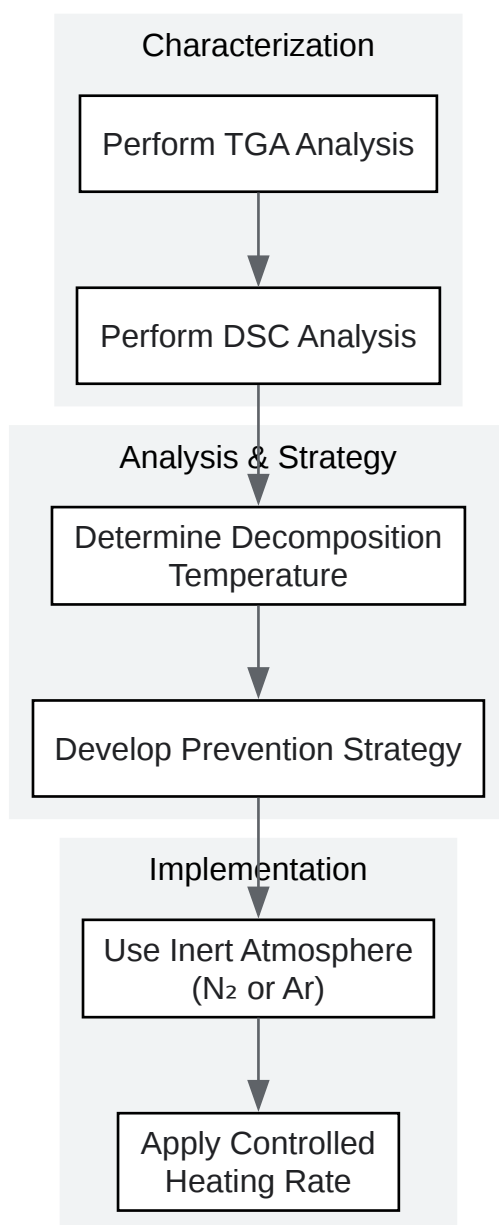 Characterization
Perform TGA Analysis
Perform DSC Analysis
Analysis & Strategy
Determine Decomposition
Temperature
Develop Prevention Strategy
Implementation
Use Inert Atmosphere
(N₂ or Ar)
Apply Controlled
Heating Rate